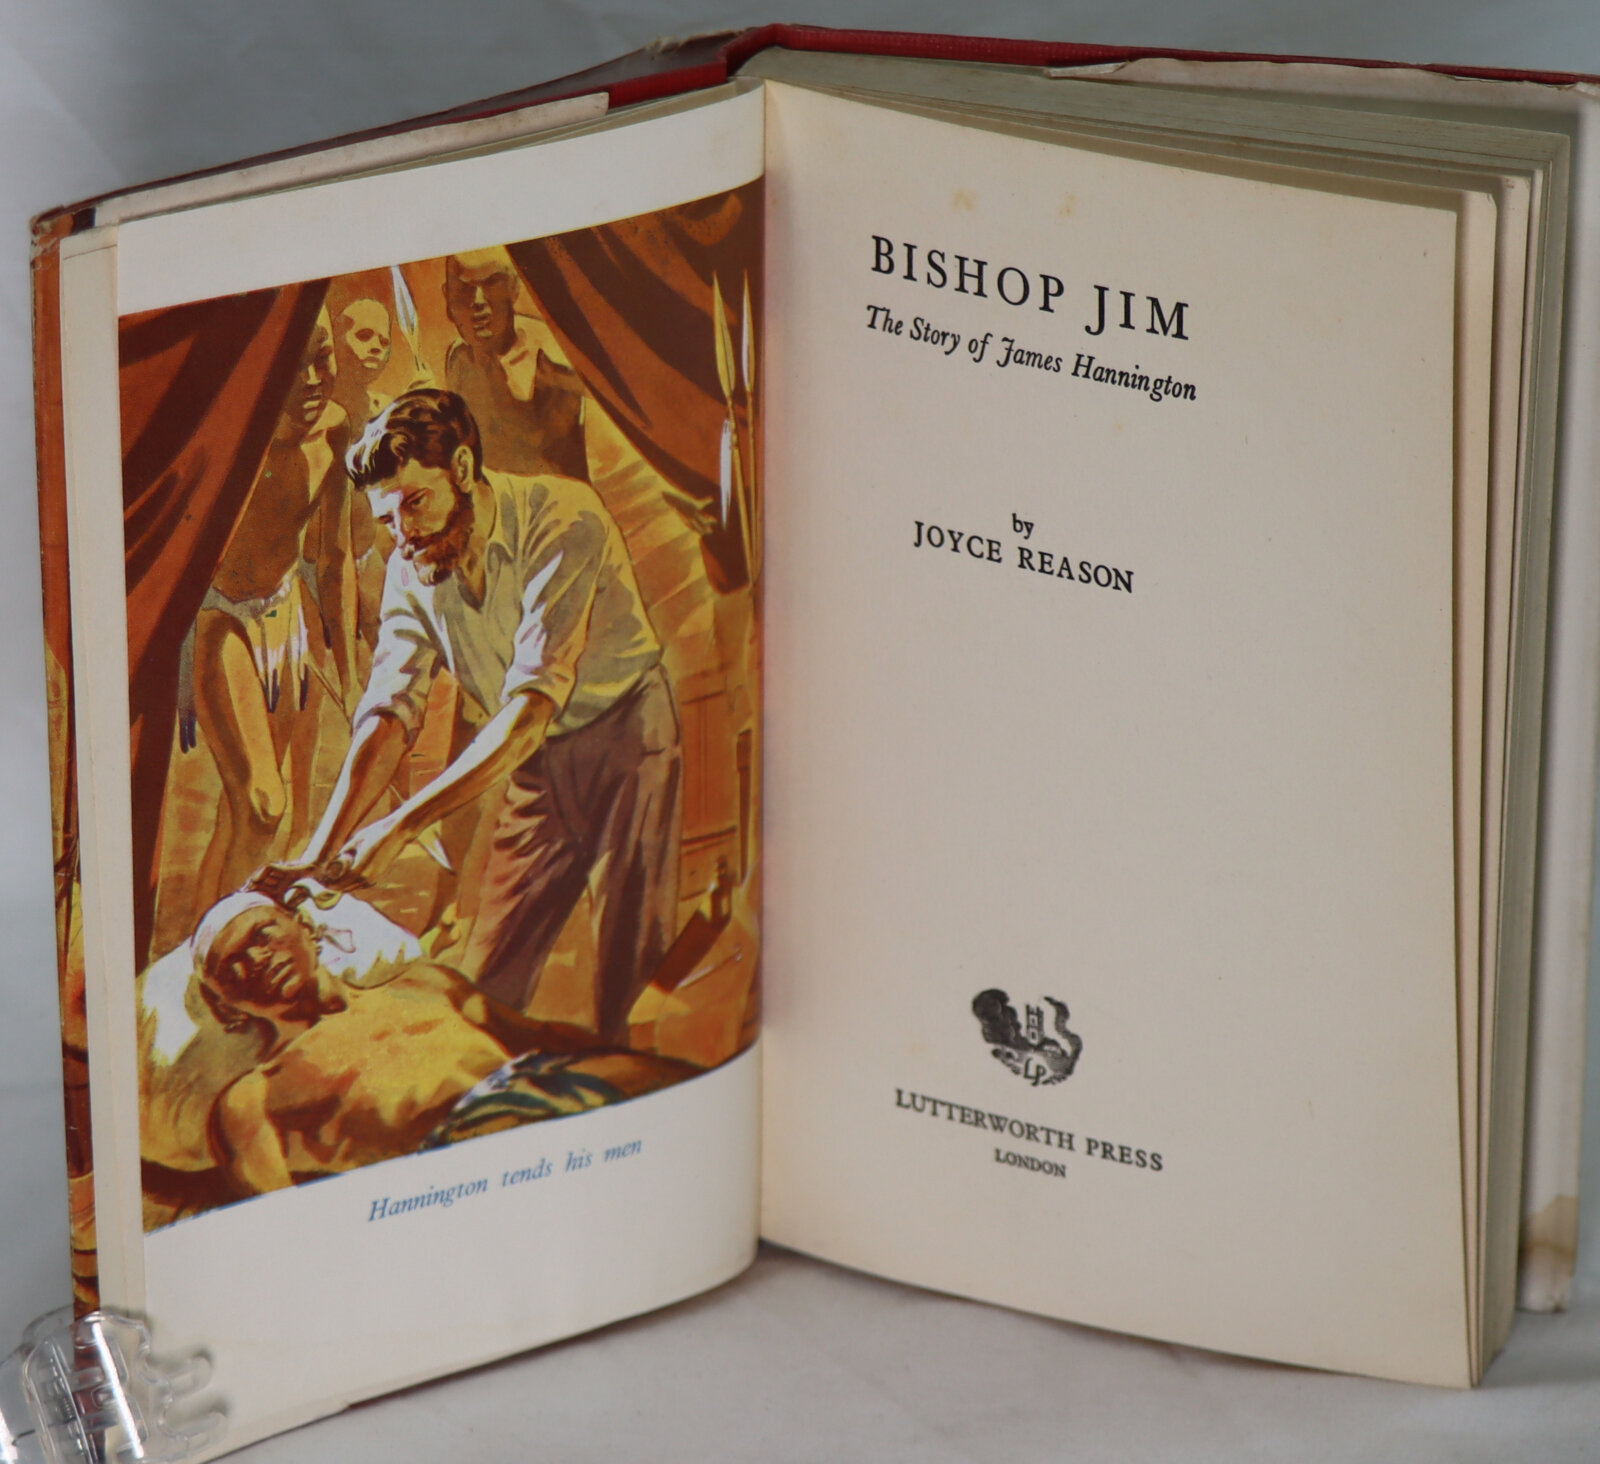 Hannington tends his men
BISHOP JIM
The Story of James Hannington
by
JOYCE REASON
LP
LUTTERWORTH PRESS
LONDON